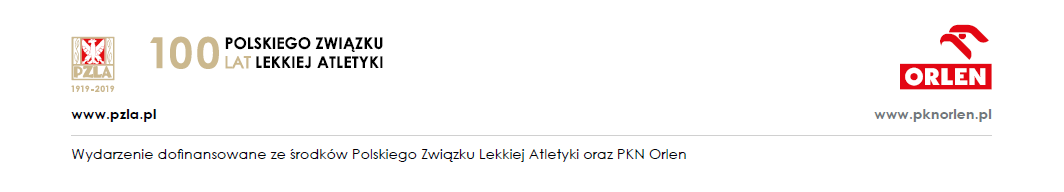 PZLA
1919-2019
100 LAT
POLSKIEGO ZWIĄZKU
LEKKIEJ ATLETYKI
ORLEN
www.pzla.pl
www.pknorlen.pl
Wydarzenie dofinansowane ze środków Polskiego Związku Lekkiej Atletyki oraz PKN Orlen